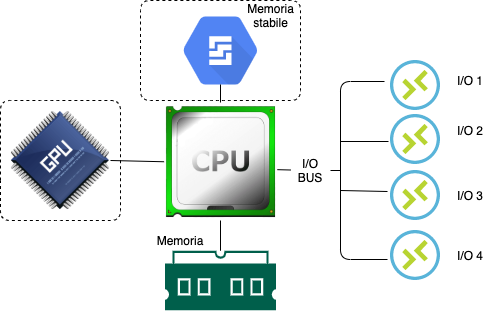 Memoria
stabile
I/O 1
GPU
CPU
I/O
BUS
I/O 2
I/O 3
Memoria
I/O 4